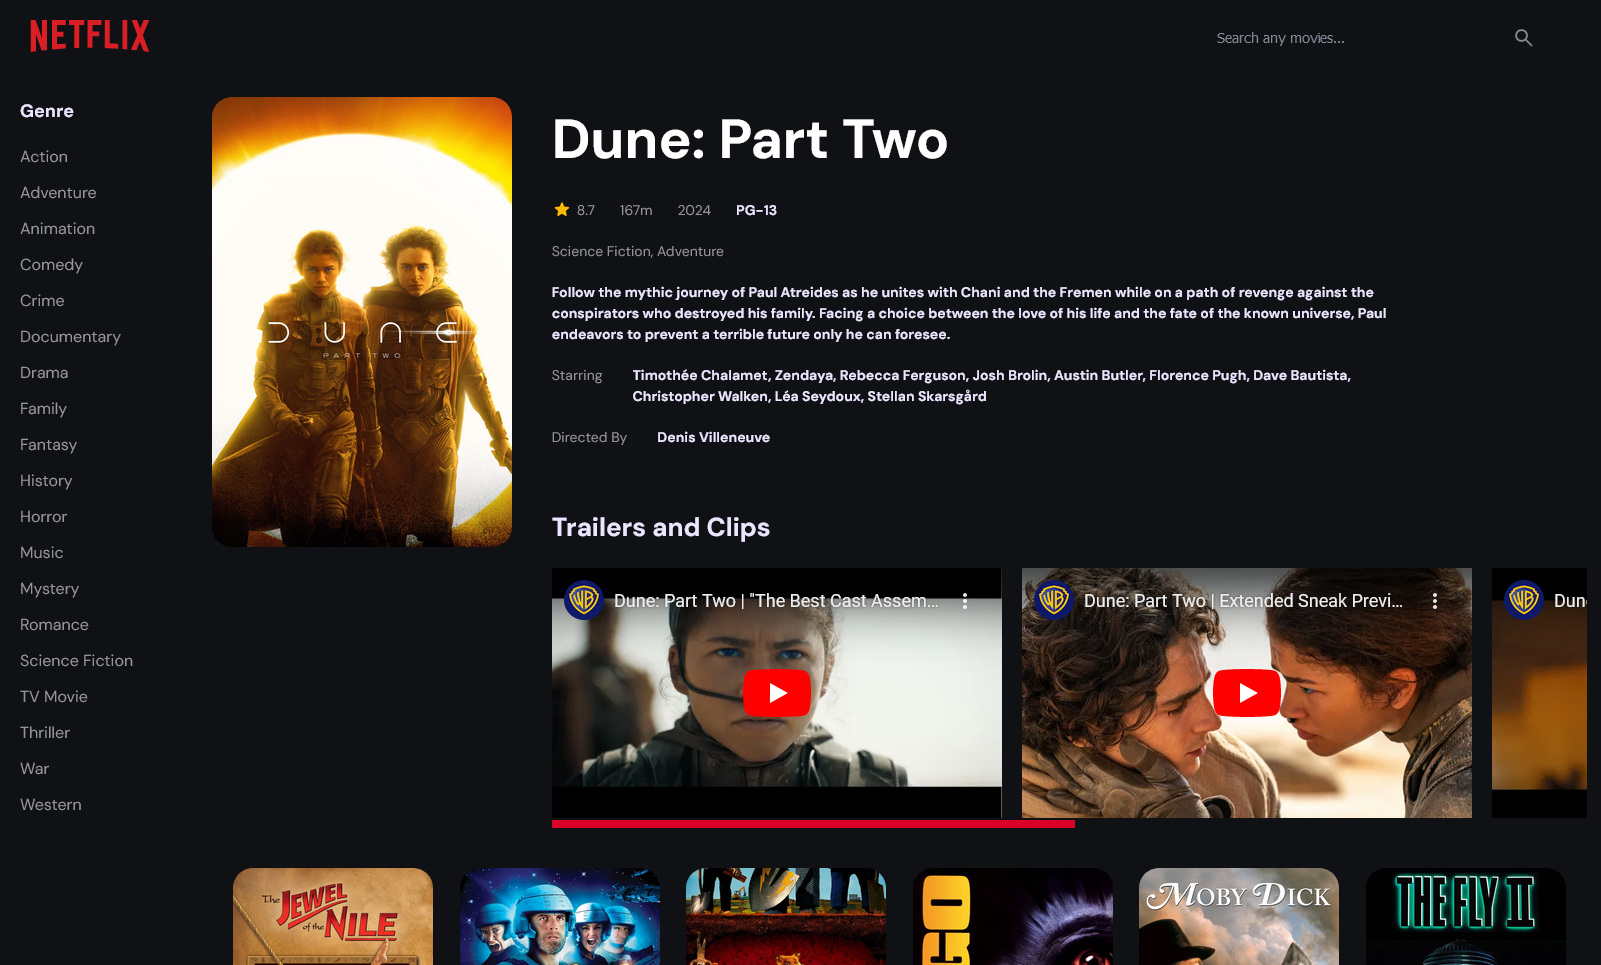 NETFLIX
Search any movies...
Genre
Action
Adventure
Animation
Comedy
Crime
Documentary
Drama
Family
Fantasy
History
Horror
Music
Mystery
Romance
Science Fiction
TV Movie
Thriller
War
Western
DUNE
PART TWO
Dune: Part Two
8.7 167m 2024 PG-13
Science Fiction, Adventure
Follow the mythic journey of Paul Atreides as he unites with Chani and the Fremen while on a path of revenge against the
conspirators who destroyed his family. Facing a choice between the love of his life and the fate of the known universe, Paul
endeavors to prevent a terrible future only he can foresee.
Starring Timothée Chalamet, Zendaya, Rebecca Ferguson, Josh Brolin, Austin Butler, Florence Pugh, Dave Bautista,
Christopher Walken, Léa Seydoux, Stellan Skarsgård
Directed By Denis Villeneuve
Trailers and Clips
WB Dune: Part Two | "The Best Cast Assem...
WB Dune: Part Two | Extended Sneak Previ...
WB Dun
The JEWEL
of the NILE
GO
MOBY DICK
THE FLY II